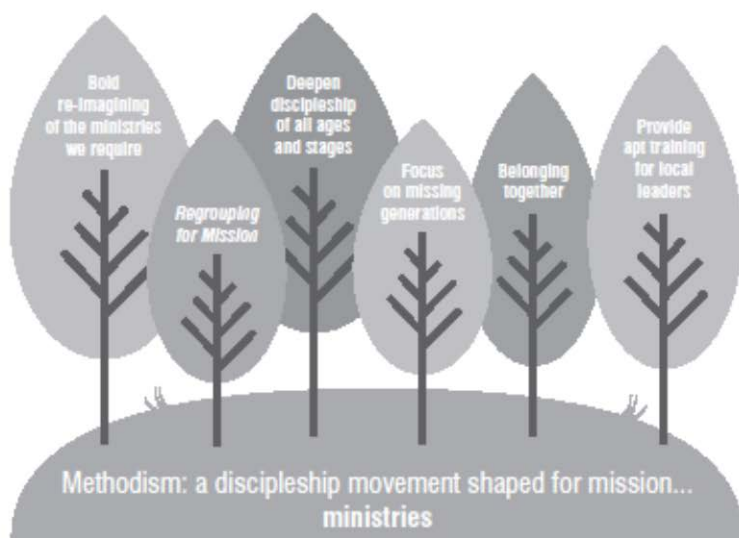 Bold
re-imagining
of the ministries
we require
Regrouping
for Mission
Deepen
discipleship
of all ages
and stages
Focus
on missing
generations
Belonging
together
Provide
apt training
for local
leaders
Methodism: a discipleship movement shaped for mission...
ministries